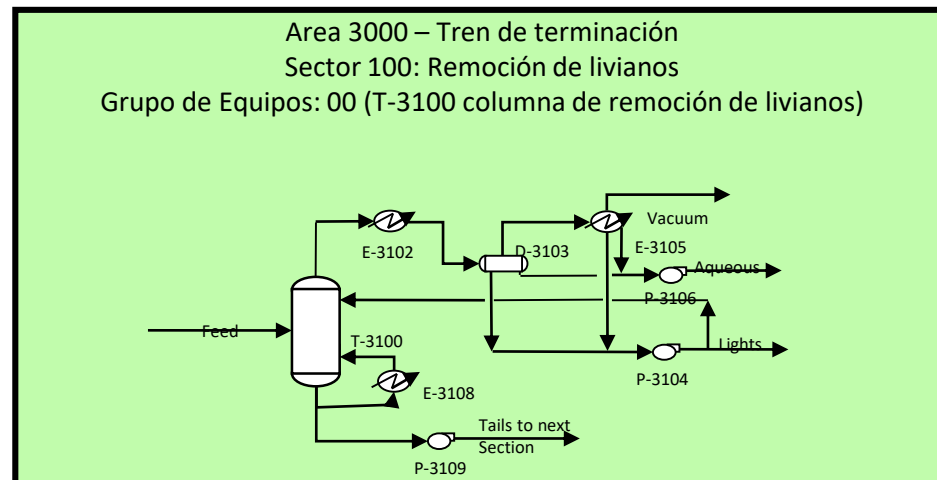 Area 3000 – Tren de terminación
Sector 100: Remoción de livianos
Grupo de Equipos: 00 (T-3100 columna de remoción de livianos)
Vacuum
E-3102
D-3103
E-3105
Aqueous
P-3106
Feed
T-3100
Lights
P-3104
E-3108
Tails to next
Section
P-3109